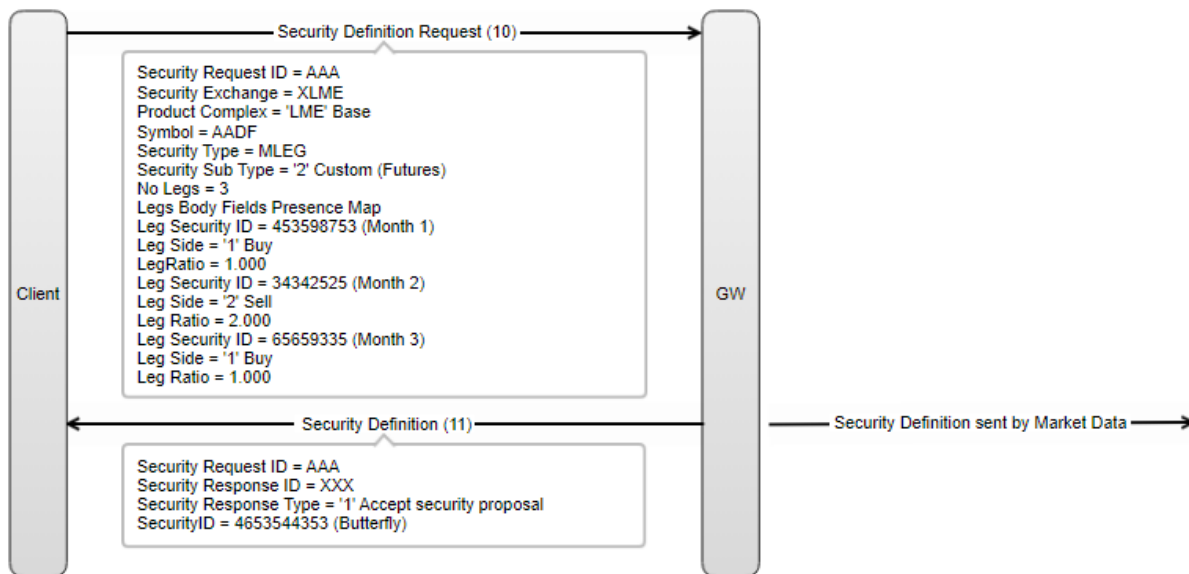 Security Definition Request (10)
Security Request ID = AAA
Security Exchange = XLME
Product Complex = 'LME' Base
Symbol = AADF
Security Type = MLEG
Security Sub Type = '2' Custom (Futures)
No Legs = 3
Legs Body Fields Presence Map
Leg Security ID = 453598753 (Month 1)
Leg Side = '1' Buy
LegRatio = 1.000
Leg Security ID = 34342525 (Month 2)
Leg Side = '2' Sell
Leg Ratio = 2.000
Leg Security ID = 65659335 (Month 3)
Leg Side = '1' Buy
Leg Ratio = 1.000
Client
GW
Security Definition (11)
Security Definition sent by Market Data
Security Request ID = AAA
Security Response ID = XXX
Security Response Type = '1' Accept security proposal
SecurityID = 4653544353 (Butterfly)